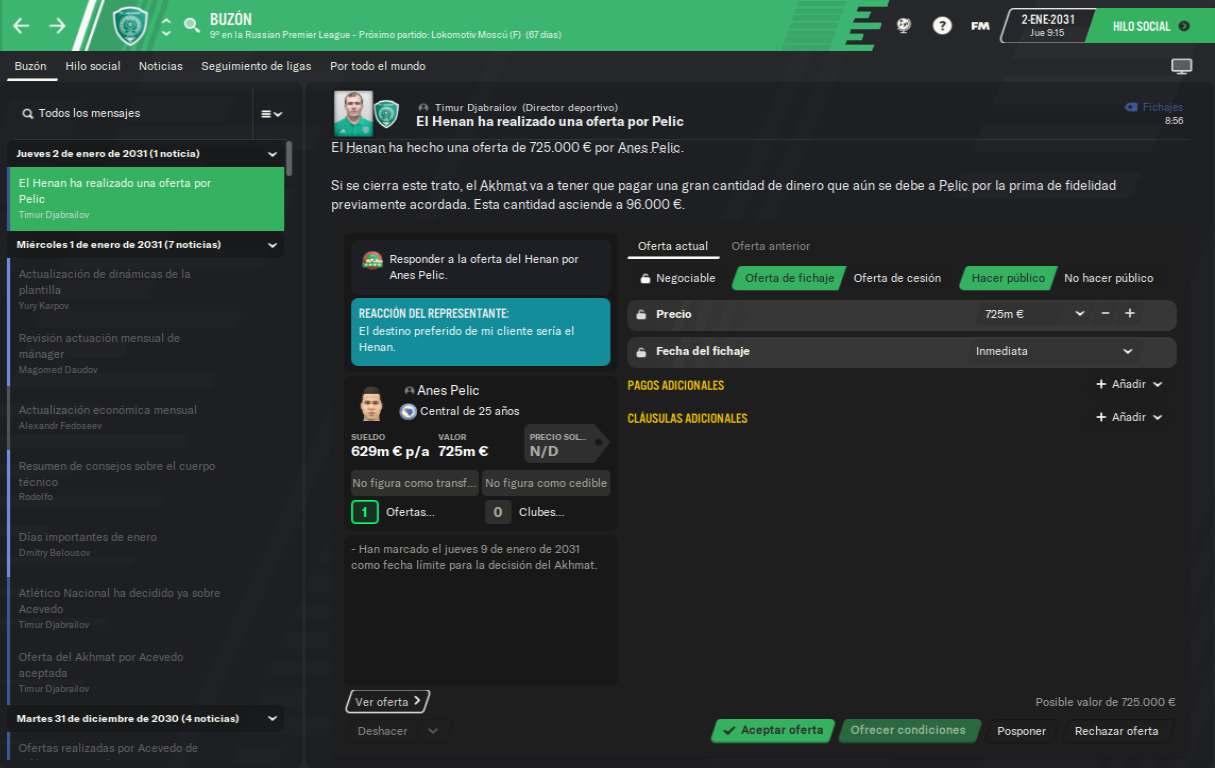 BUZÓN
9º en la Russian Premier League - Próximo partido: Lokomotiv Moscú (F) (67 días)
?
FM
2-ENE-2031
Jue 9:15
HILO SOCIAL
Buzón
Hilo social
Noticias
Seguimiento de ligas
Por todo el mundo
Todos los mensajes
Jueves 2 de enero de 2031 (1 noticia)
El Henan ha realizado una oferta por
Pelic
Timur Djabrailov
Miércoles 1 de enero de 2031 (7 noticias)
Actualización de dinámicas de la
plantilla
Yury Karpov
Revisión actuación mensual de
mánager
Magomed Daudov
Actualización económica mensual
Alexandr Fedoseev
Resumen de consejos sobre el cuerpo
técnico
Rodolfo
Días importantes de enero
Dmitry Belousov
Atlético Nacional ha decidido ya sobre
Acevedo
Timur Djabrailov
Oferta del Akhmat por Acevedo
aceptada
Timur Djabrailov
Martes 31 de diciembre de 2030 (4 noticias)
Ofertas realizadas por Acevedo de
Timur Djabrailov (Director deportivo)
El Henan ha realizado una oferta por Pelic
Fichajes
8:56
El Henan ha hecho una oferta de 725.000 € por Anes Pelic.
Si se cierra este trato, el Akhmat va a tener que pagar una gran cantidad de dinero que aún se debe a Pelic por la prima de fidelidad
previamente acordada. Esta cantidad asciende a 96.000 €.
Responder a la oferta del Henan por
Anes Pelic.
REACCIÓN DEL REPRESENTANTE:
El destino preferido de mi cliente sería el
Henan.
Anes Pelic
Central de 25 años
SUELDO
629m € p/a
VALOR
725m €
PRECIO SOL...
N/D
No figura como transf...
No figura como cedible
1 Ofertas...
0 Clubes...
- Han marcado el jueves 9 de enero de 2031
como fecha límite para la decisión del Akhmat.
Oferta actual
Oferta anterior
Negociable
Oferta de fichaje
Oferta de cesión
Hacer público
No hacer público
Precio
725m €
Fecha del fichaje
Inmediata
PAGOS ADICIONALES
Añadir
CLÁUSULAS ADICIONALES
Añadir
Ver oferta
Posible valor de 725.000 €
Deshacer
Aceptar oferta
Ofrecer condiciones
Posponer
Rechazar oferta